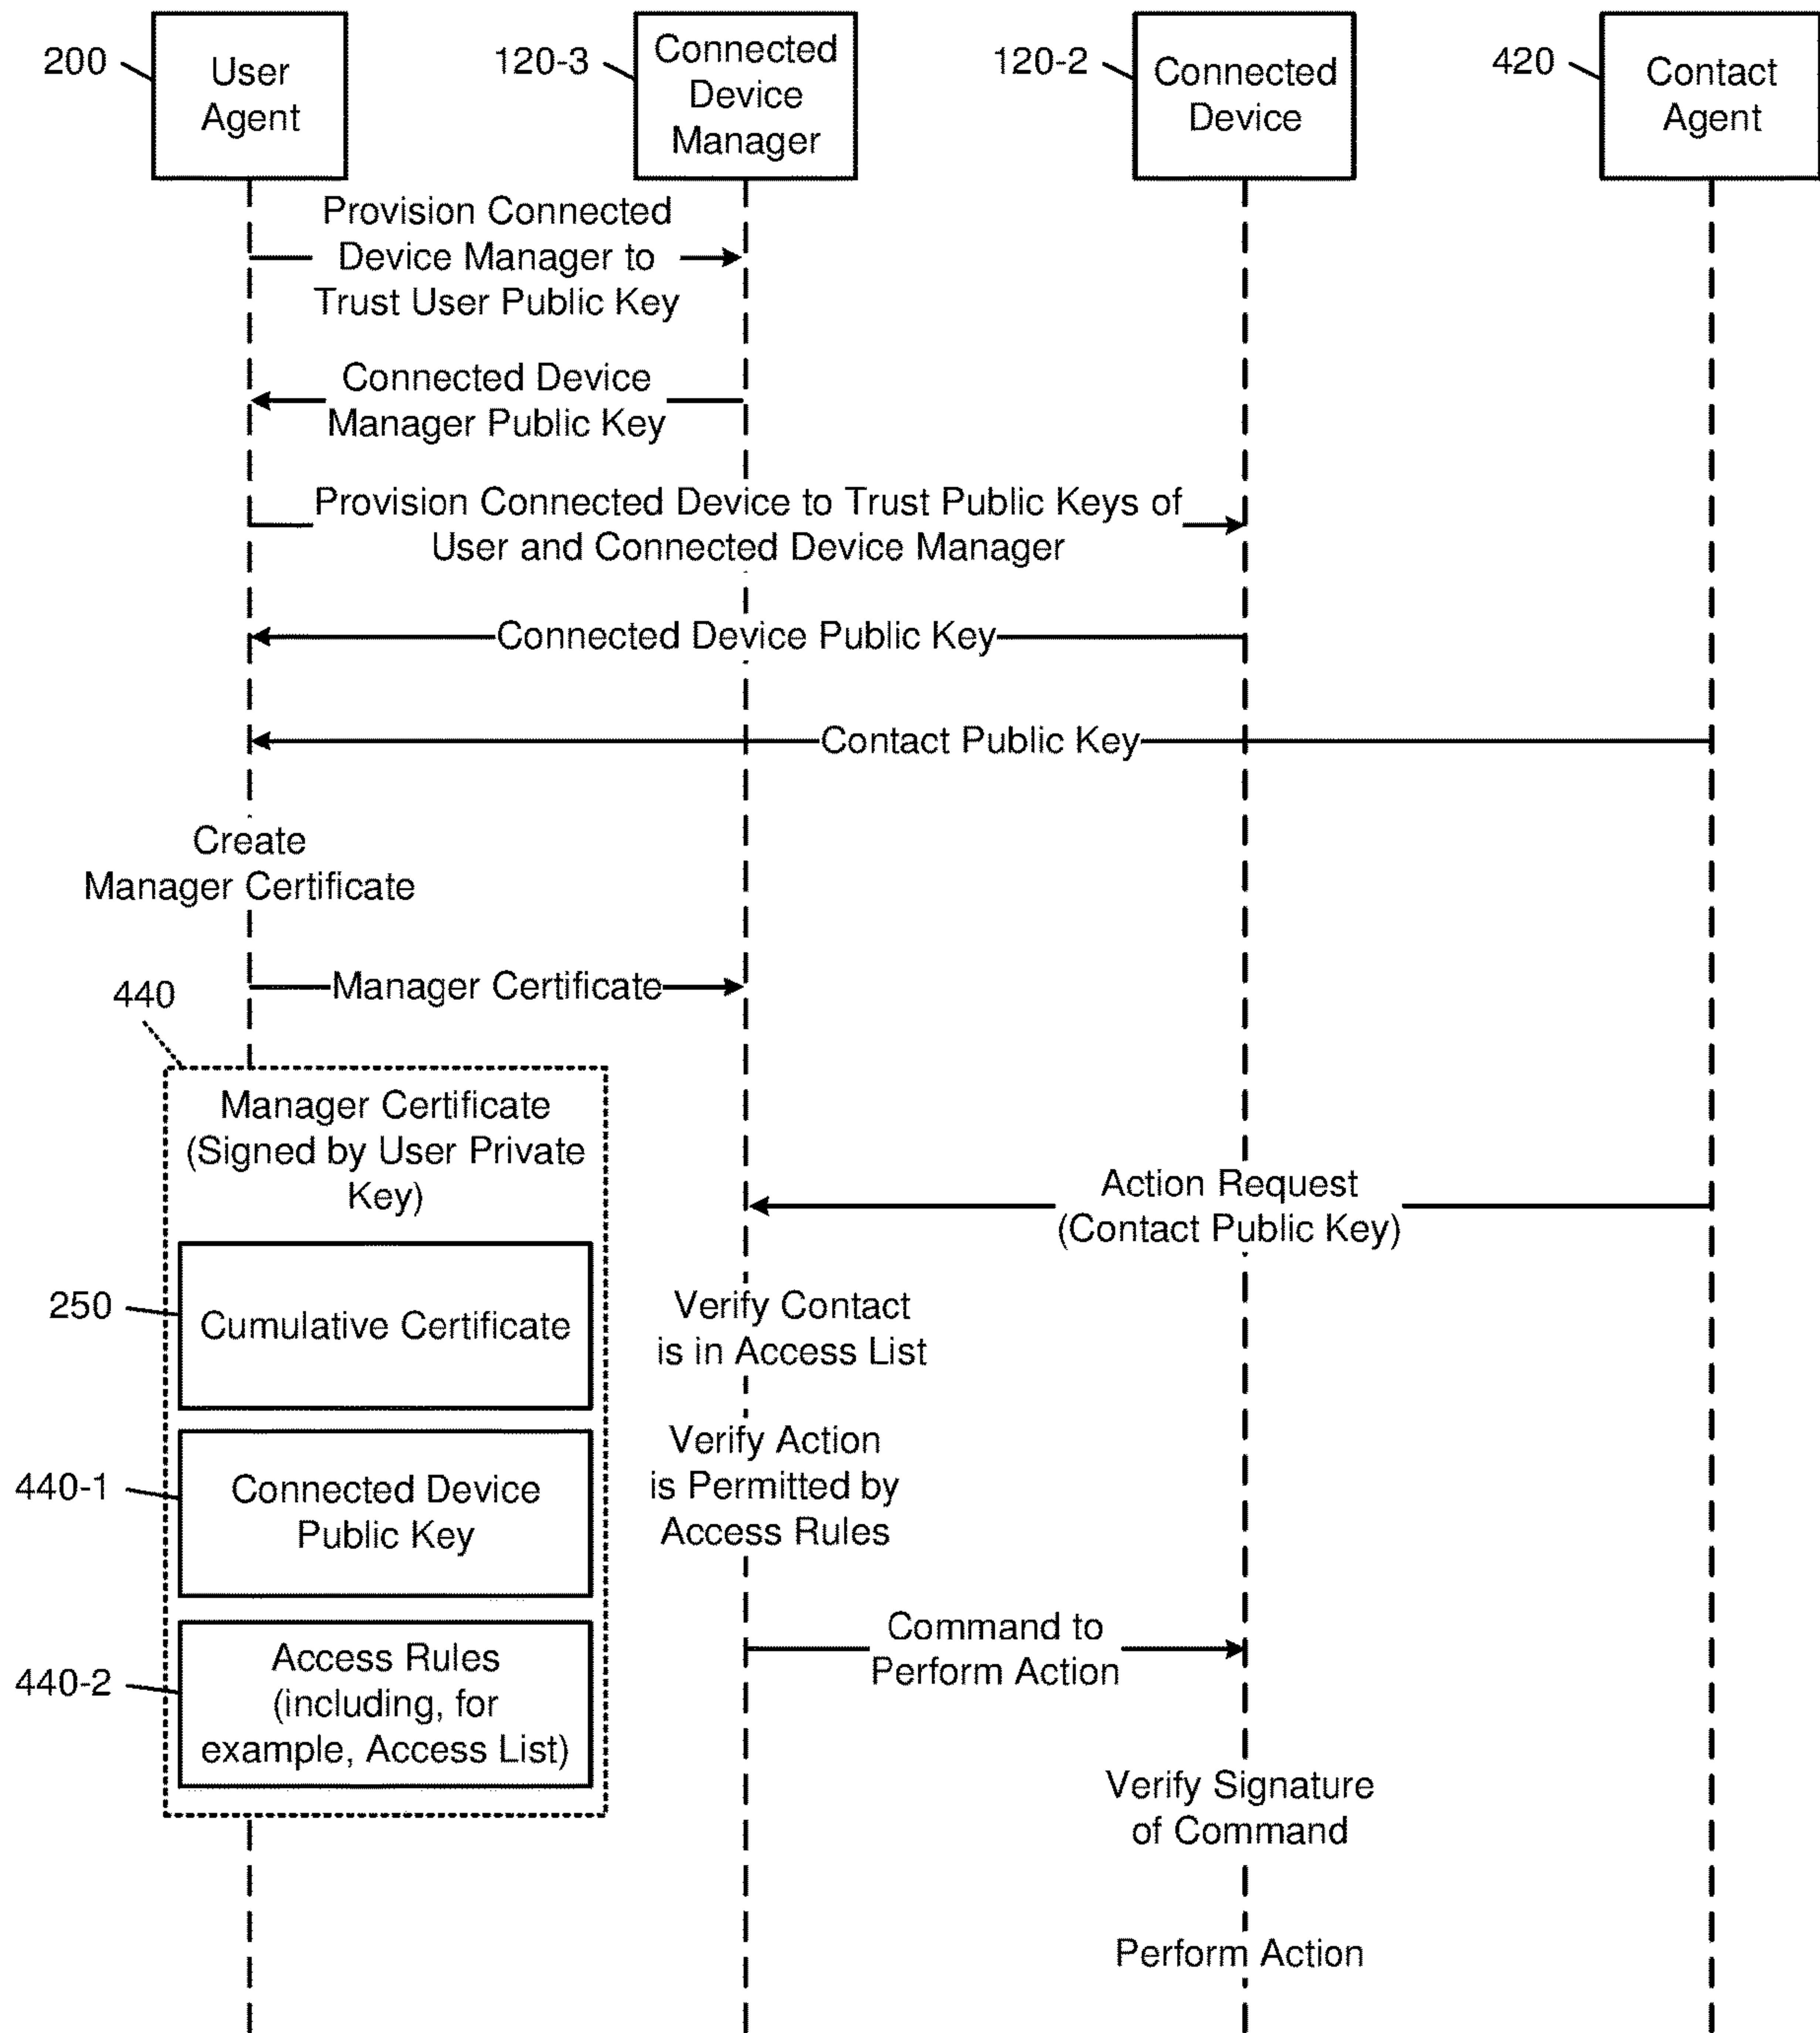 200
User
Agent
120-3
Connected
Device
Manager
120-2
Connected
Device
420
Contact
Agent
Provision Connected
Device Manager to
Trust User Public Key
Connected Device
Manager Public Key
Provision Connected Device to Trust Public Keys of
User and Connected Device Manager
Connected Device Public Key
Contact Public Key
Create
Manager Certificate
Manager Certificate
440
Manager Certificate
(Signed by User Private
Key)
Action Request
(Contact Public Key)
250
Cumulative Certificate
Verify Contact
is in Access List
440-1
Connected Device
Public Key
Verify Action
is Permitted by
Access Rules
Command to
Perform Action
440-2
Access Rules
(including, for
example, Access List)
Verify Signature
of Command
Perform Action